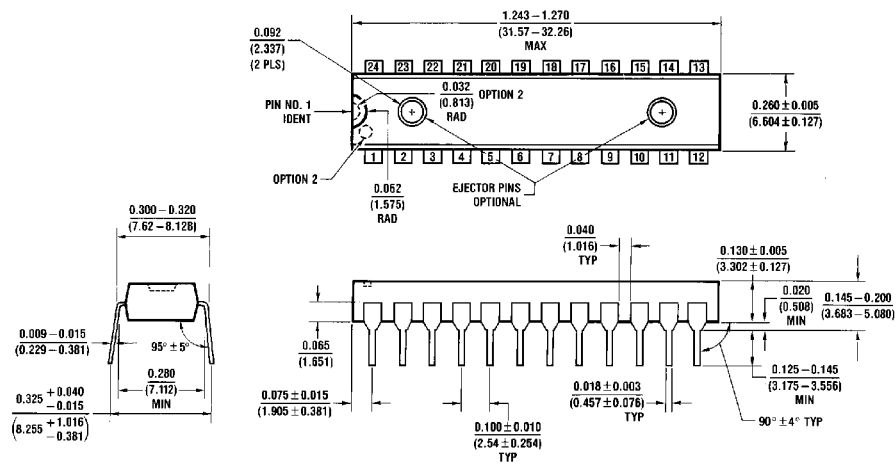 1.243 – 1.270
(31.57 – 32.26)
MAX
0.092
(2.337)
(2 PLS)
24 23 22 21 20 19 18 17 16 15 14 13
0.032
(0.813)
RAD
OPTION 2
PIN NO. 1
IDENT
0.260 ± 0.005
(6.604 ± 0.127)
1 2 3 4 5 6 7 8 9 10 11 12
OPTION 2
0.062
(1.575)
RAD
EJECTOR PINS
OPTIONAL
0.300 – 0.320
(7.62 – 8.128)
0.040
(1.016)
TYP
0.130 ± 0.005
(3.302 ± 0.127)
0.020
(0.508)
MIN
0.145 – 0.200
(3.683 – 5.080)
0.009 – 0.015
(0.229 – 0.381)
95° ± 5°
0.065
(1.651)
0.280
(7.112)
MIN
0.125 – 0.145
(3.175 – 3.556)
MIN
0.325 + 0.040
– 0.015
(8.255 + 1.016
– 0.381)
0.075 ± 0.015
(1.905 ± 0.381)
0.018 ± 0.003
(0.457 ± 0.076)
TYP
90° ± 4° TYP
0.100 ± 0.010
(2.54 ± 0.254)
TYP